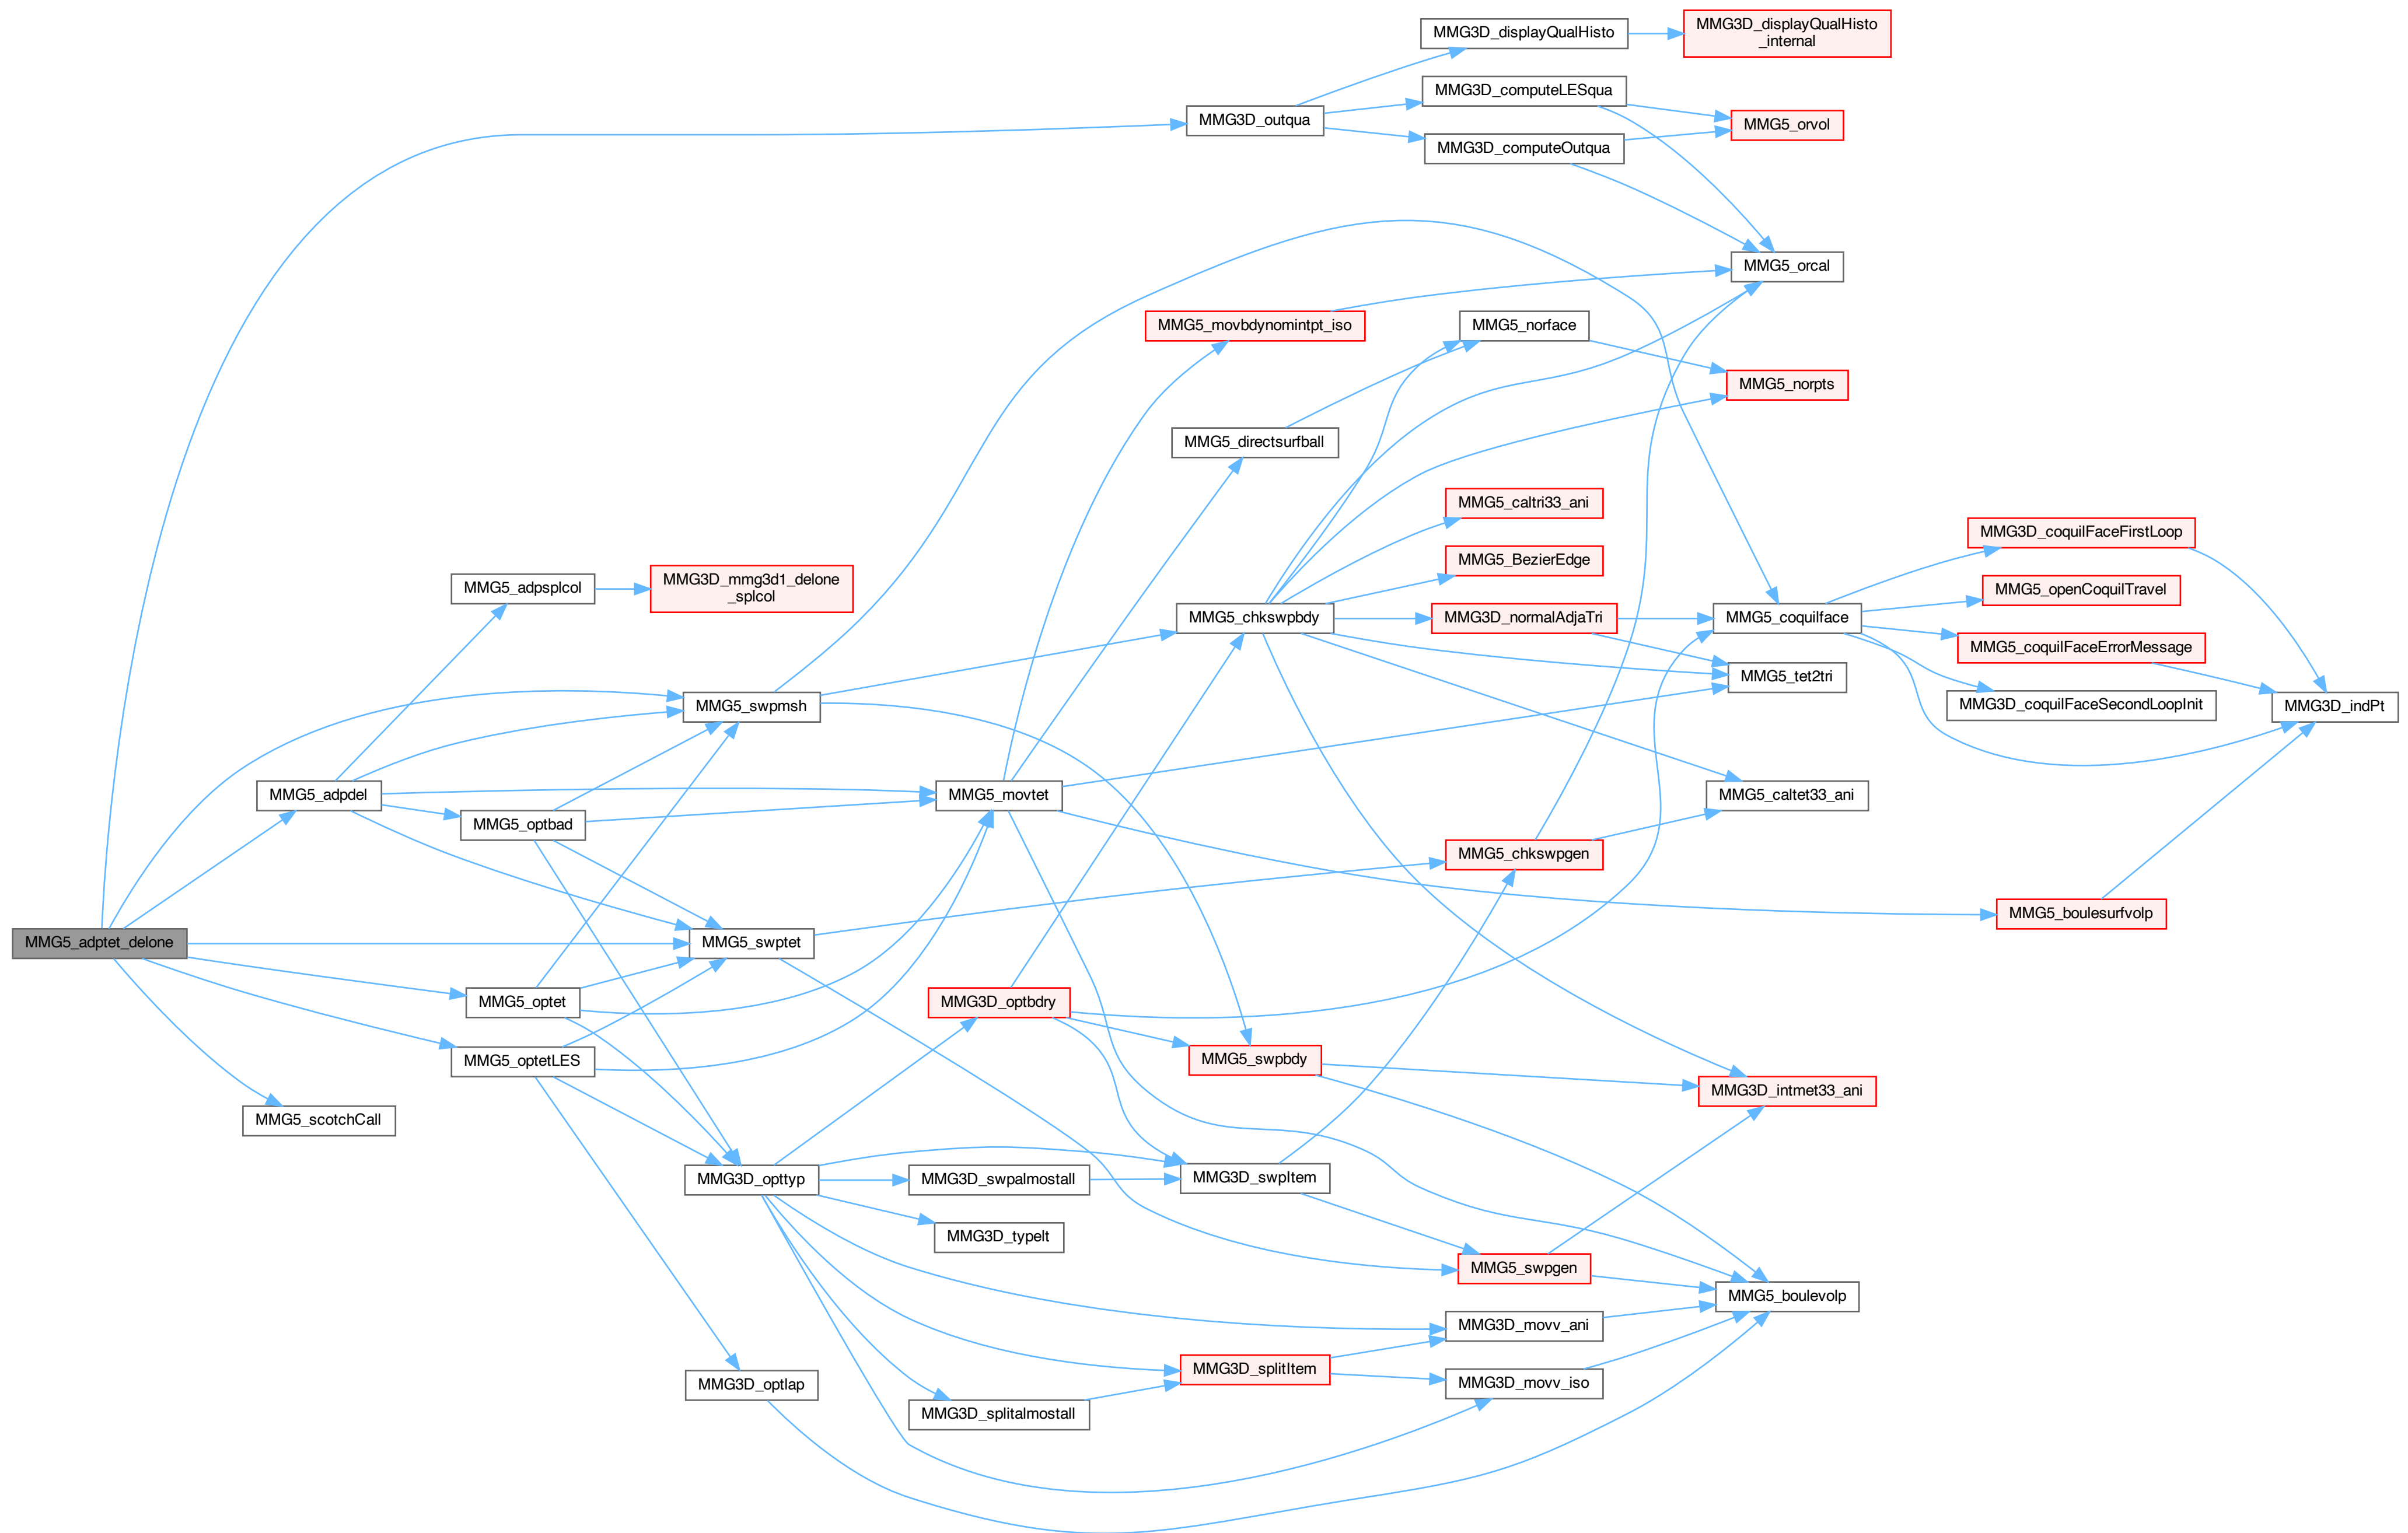 MMG3D_displayQualHisto
MMG3D_displayQualHisto
_internal
MMG3D_computeLESqua
MMG3D_outqua
MMG5_orvol
MMG3D_computeOutqua
MMG5_orcal
MMG5_movbdynomintpt_iso
MMG5_norface
MMG5_norpts
MMG5_directsurfball
MMG5_caltri33_ani
MMG3D_coquilFaceFirstLoop
MMG5_BezierEdge
MMG5_adpsplcol
MMG3D_mmg3d1_delone
_splcol
MMG5_openCoquilTravel
MMG5_chkswpbdy
MMG3D_normalAdjaTri
MMG5_coquilface
MMG5_coquilFaceErrorMessage
MMG5_tet2tri
MMG5_swpmsh
MMG3D_coquilFaceSecondLoopInit
MMG3D_indPt
MMG5_adpdel
MMG5_movtet
MMG5_caltet33_ani
MMG5_optbad
MMG5_chkswpgen
MMG5_boulesurfvolp
MMG5_adptet_delone
MMG5_swptet
MMG5_optet
MMG3D_optbdry
MMG5_optetLES
MMG5_swpbdy
MMG3D_intmet33_ani
MMG5_scotchCall
MMG3D_opttyp
MMG3D_swpalmostall
MMG3D_swpItem
MMG3D_typelt
MMG5_swpgen
MMG5_boulevolp
MMG3D_movv_ani
MMG3D_optlap
MMG3D_splitItem
MMG3D_movv_iso
MMG3D_splitalmostall